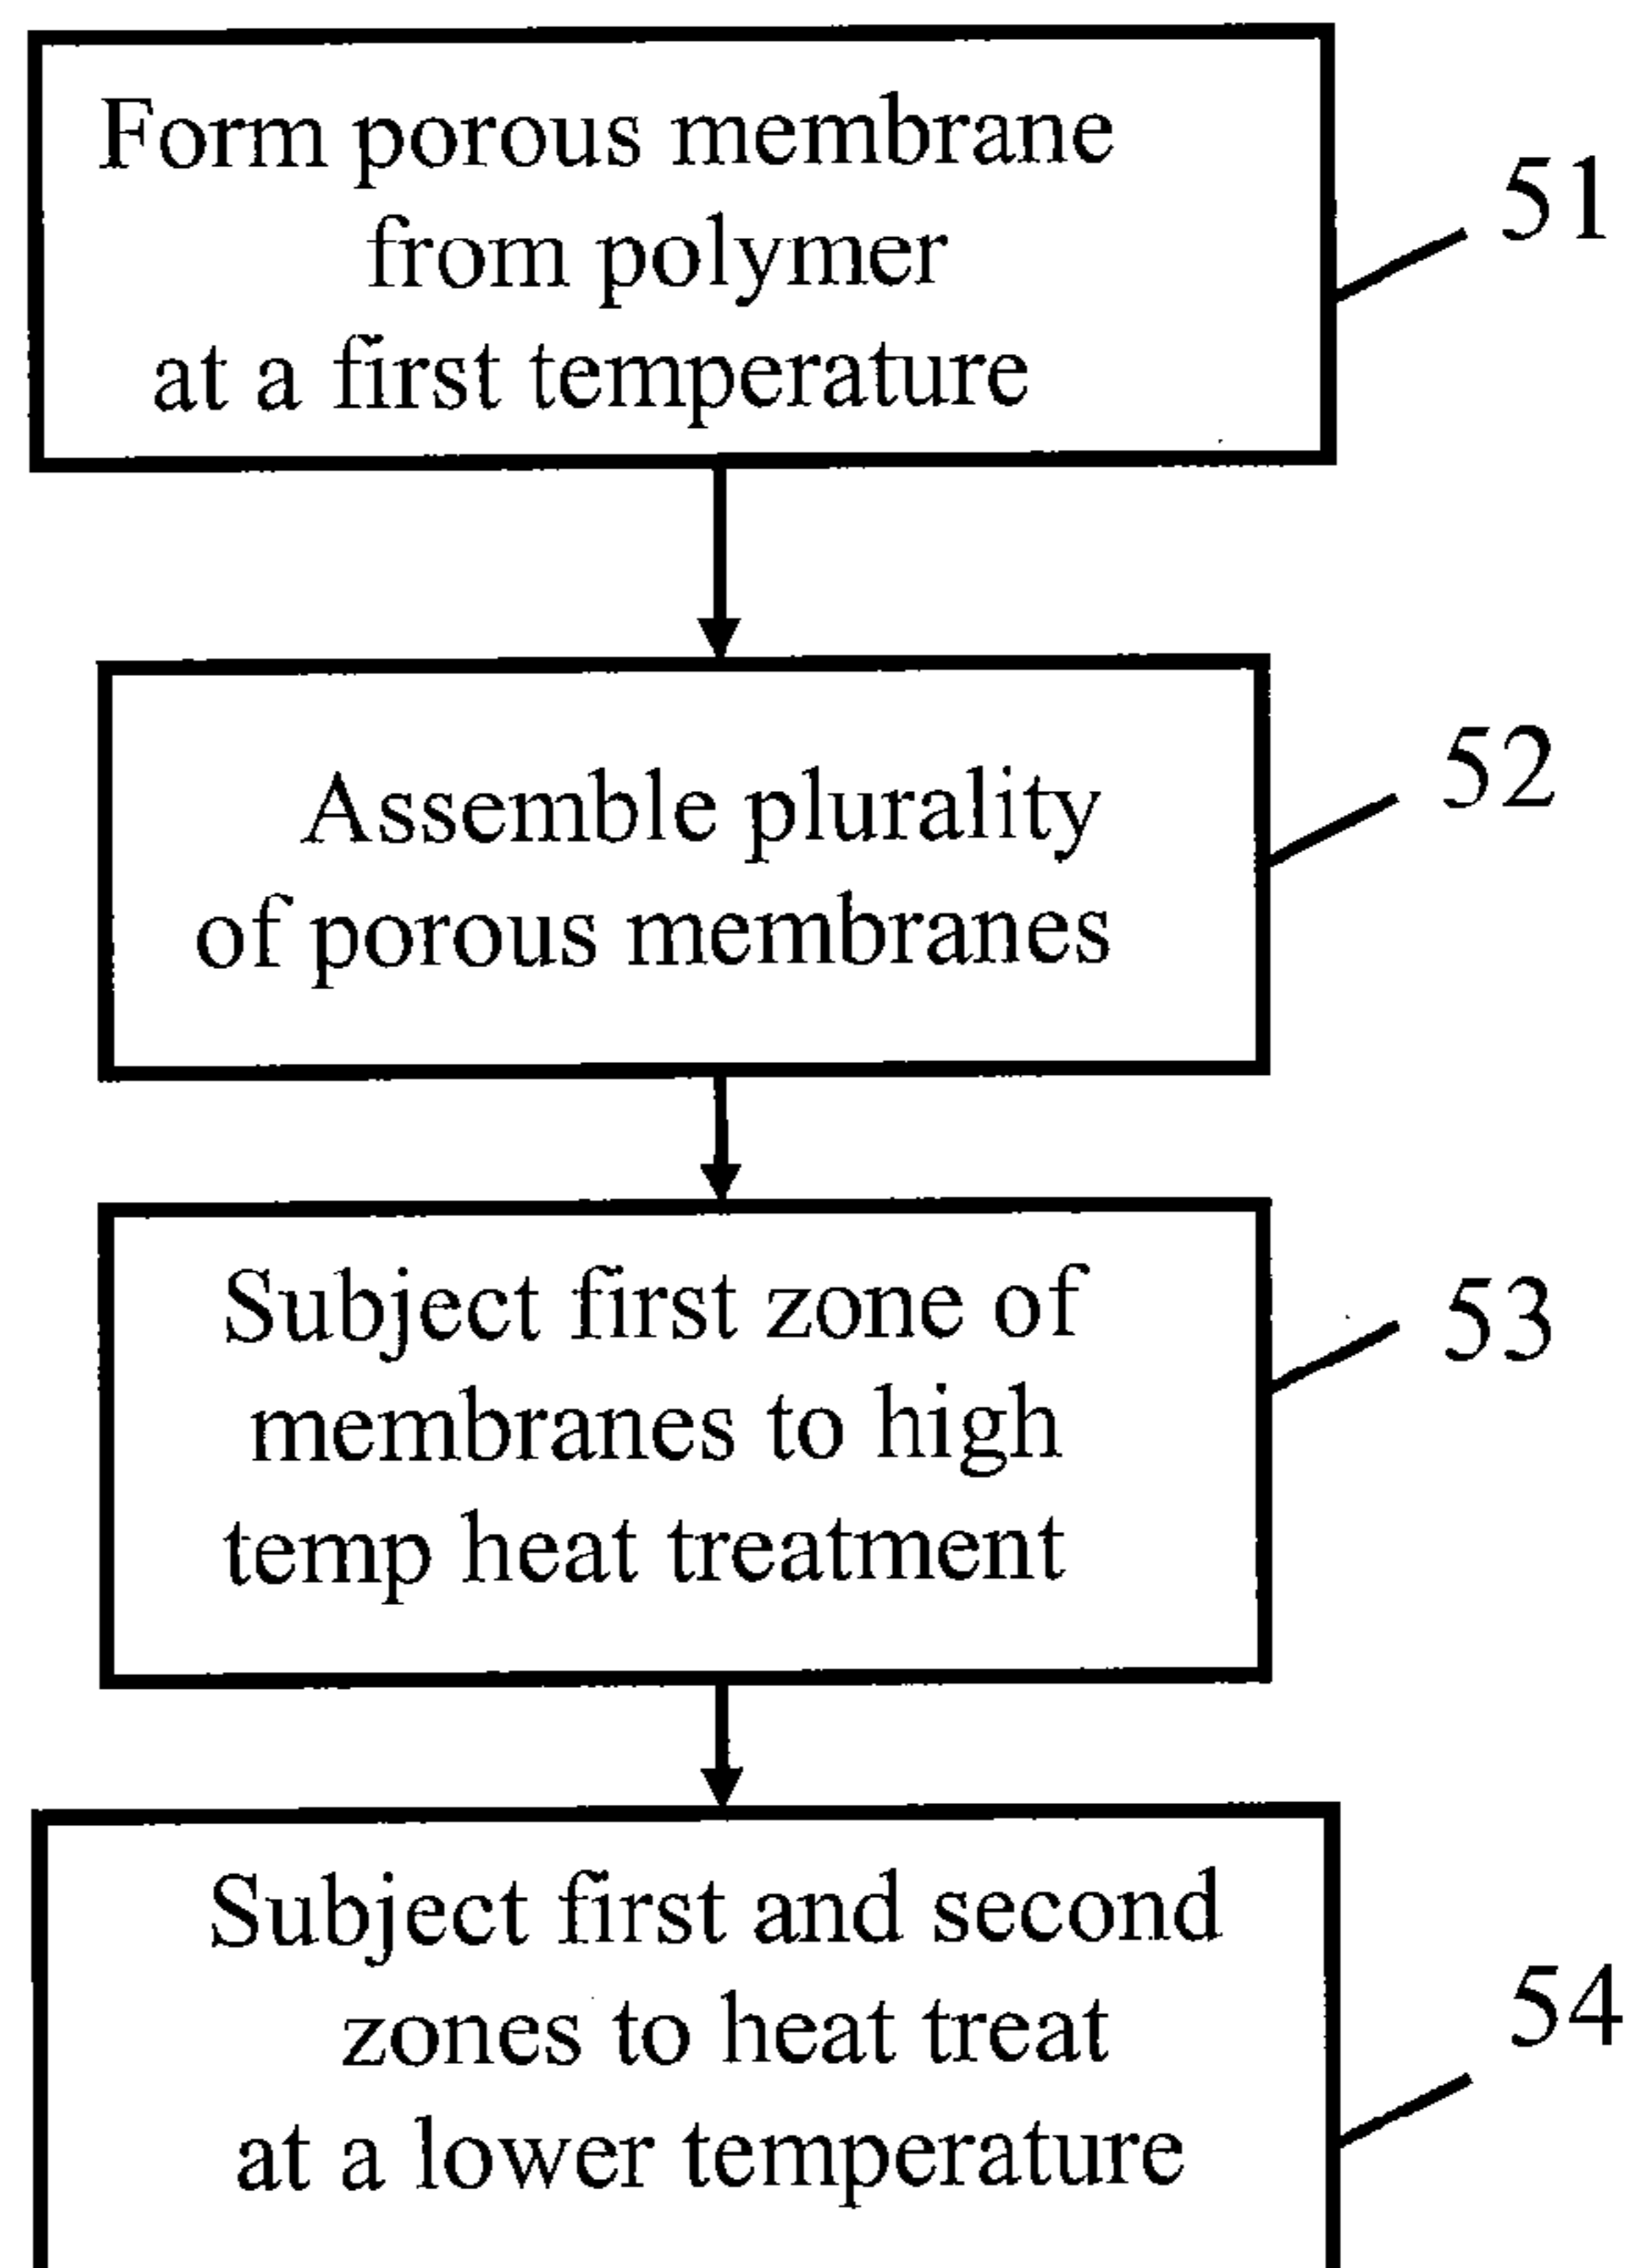 Form porous membrane
from polymer
at a first temperature
51
Assemble plurality
of porous membranes
52
Subject first zone of
membranes to high
temp heat treatment
53
Subject first and second
zones to heat treat
at a lower temperature
54